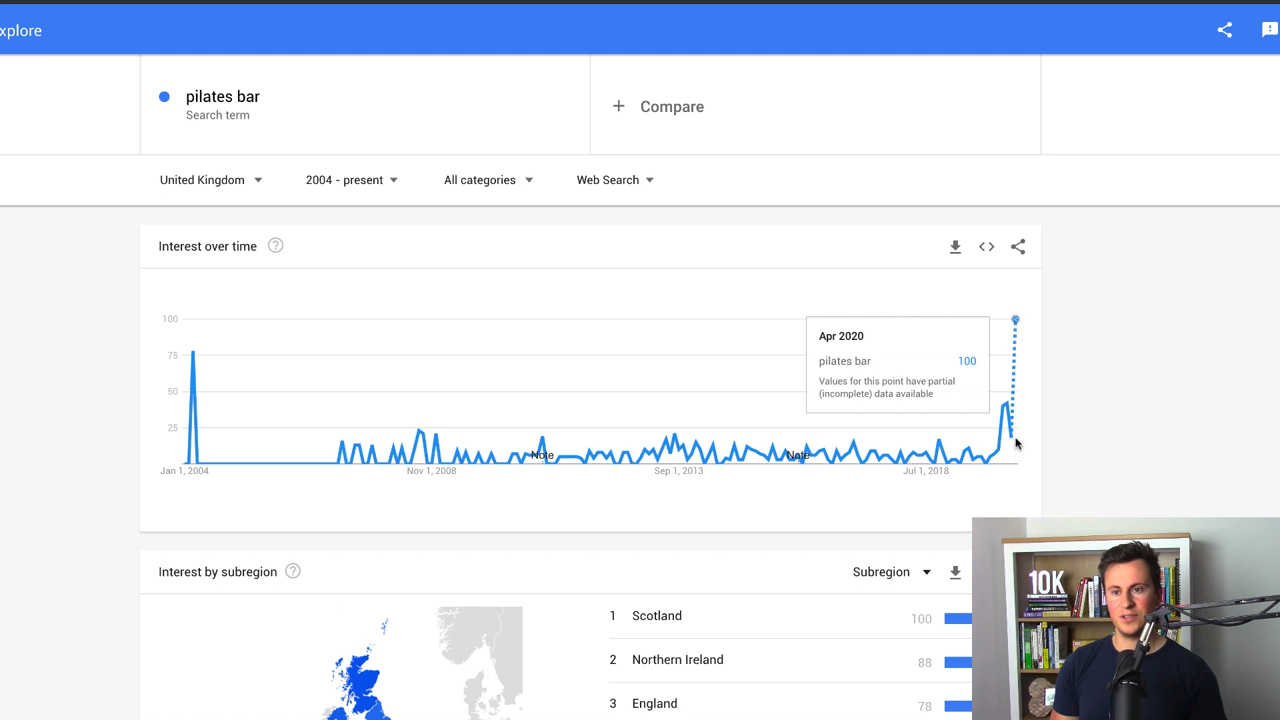 xplore
pilates bar
Search term
+ Compare
United Kingdom
2004 - present
All categories
Web Search
Interest over time
100
75
50
25
Apr 2020
pilates bar 100
Values for this point have partial
(incomplete) data available
Note
Note
Jan 1, 2004
Nov 1, 2008
Sep 1, 2013
Jul 1, 2018
Interest by subregion
Subregion
1 Scotland 100
2 Northern Ireland 88
3 England 78
10K